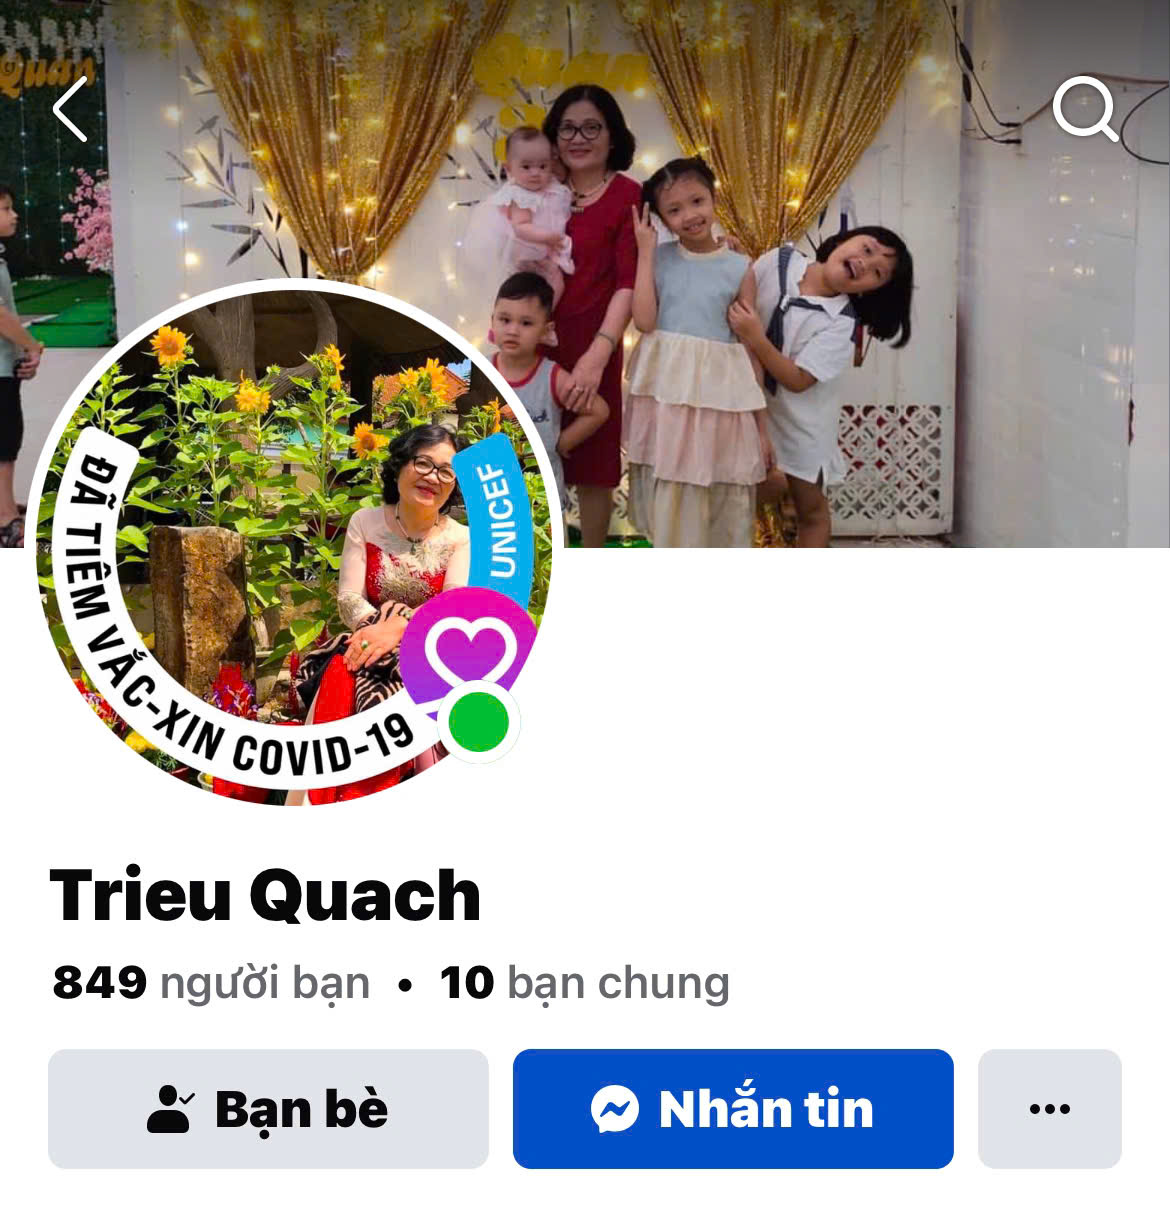 Quan
ĐÃ TIÊM VẮC-XIN COVID-19
UNICEF
Trieu Quach
849 người bạn • 10 bạn chung
Bạn bè
Nhắn tin